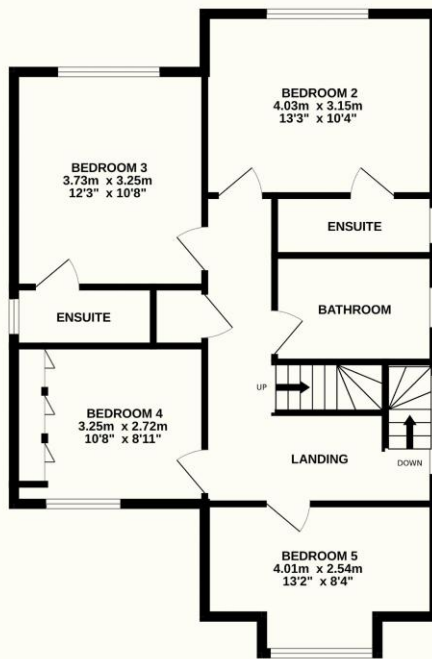 BEDROOM 2
4.03m x 3.15m
13'3" x 10'4"
BEDROOM 3
3.73m x 3.25m
12'3" x 10'8"
ENSUITE
ENSUITE
BATHROOM
UP
BEDROOM 4
3.25m x 2.72m
10'8" x 8'11"
LANDING
DOWN
BEDROOM 5
4.01m x 2.54m
13'2" x 8'4"